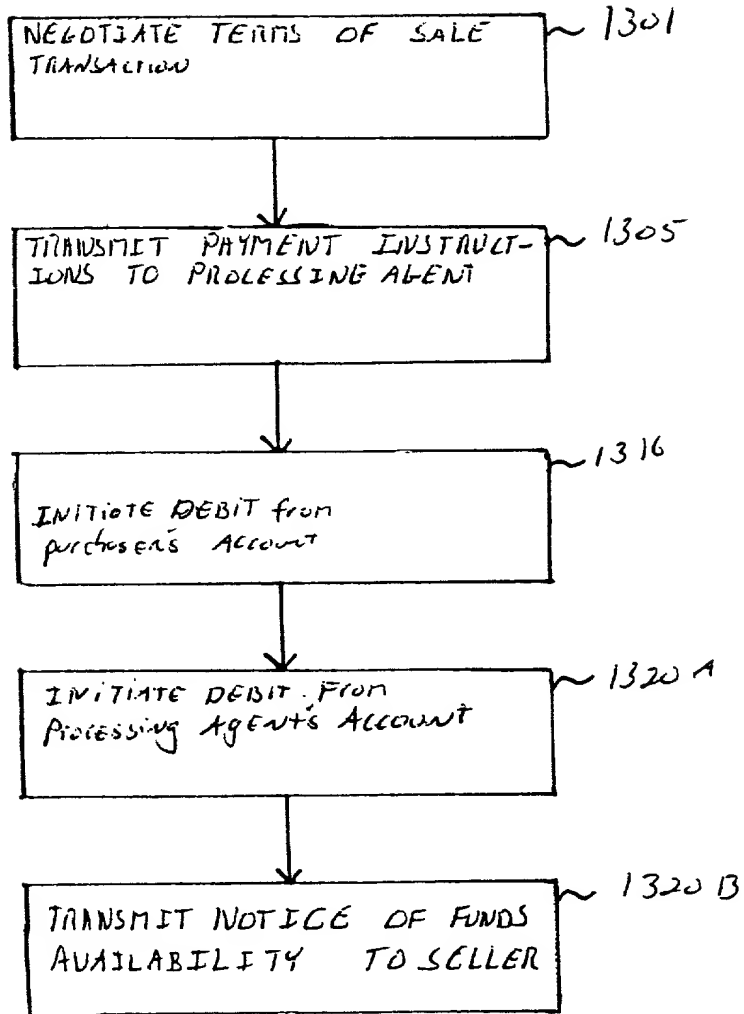 NEGOTIATE TERMS OF SALE
TRANSACTION
1301
TRANSMIT PAYMENT INSTRUCT-
IONS TO PROCESSING AGENT
1305
INITIATE DEBIT from
purchaser's Account
1316
INITIATE DEBIT From
Processing Agent's Account
1320 A
TRANSMIT NOTICE OF FUNDS
AVAILABILITY TO SELLER
1320 B